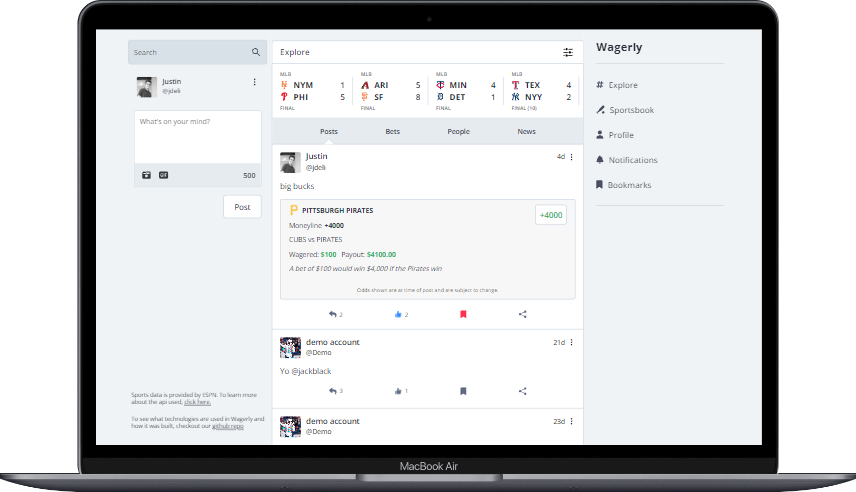 Search
Justin
@jdeli
What's on your mind?
GIF
500
Post
Sports data is provided by ESPN. To learn more
about the api used, click here.
To see what technologies are used in Wagerly and
how it was built, checkout our github repo
Explore
MLB
NYM 1
PHI 5
FINAL
MLB
ARI 5
SF 8
FINAL
MLB
MIN 4
DET 1
FINAL
MLB
TEX 4
NYY 2
FINAL (10)
Posts Bets People News
Justin 4d
@jdeli
big bucks
PITTSBURGH PIRATES
+4000
Moneyline +4000
CUBS vs PIRATES
Wagered: $100 Payout: $4100.00
A bet of $100 would win $4,000 if the Pirates win
Odds shown are at time of post and are subject to change.
2 2
demo account 21d
@Demo
Yo @jackblack
3 1
demo account 23d
@Demo
Wagerly
# Explore
Sportsbook
Profile
Notifications
Bookmarks
MacBook Air